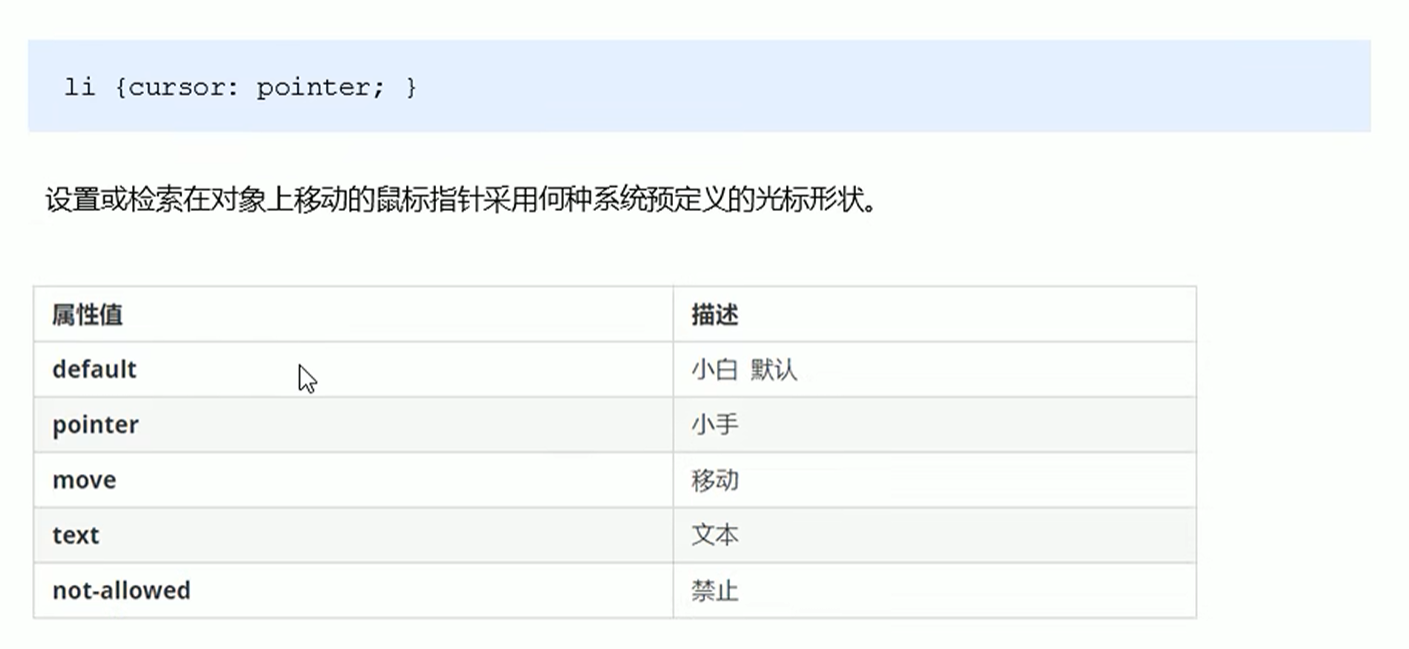 li {cursor: pointer; }
设置或检索在对象上移动的鼠标指针采用何种系统预定义的光标形状。
属性值 描述
default 小白 默认
pointer 小手
move 移动
text 文本
not-allowed 禁止